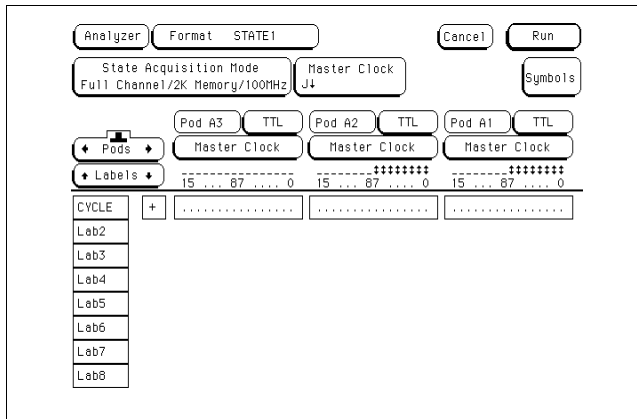 Analyzer Format STATE1 Cancel Run
State Acquisition Mode
Full Channel/2K Memory/100MHz
Master Clock
J↓
Symbols
Pod A3 TTL Pod A2 TTL Pod A1 TTL
← Pods → Master Clock Master Clock Master Clock
↑ Labels ↓
15 ... 87 .... 0 15 ... 87 .... 0 15 ... 87 .... 0
CYCLE + ................ ................ ................
Lab2
Lab3
Lab4
Lab5
Lab6
Lab7
Lab8